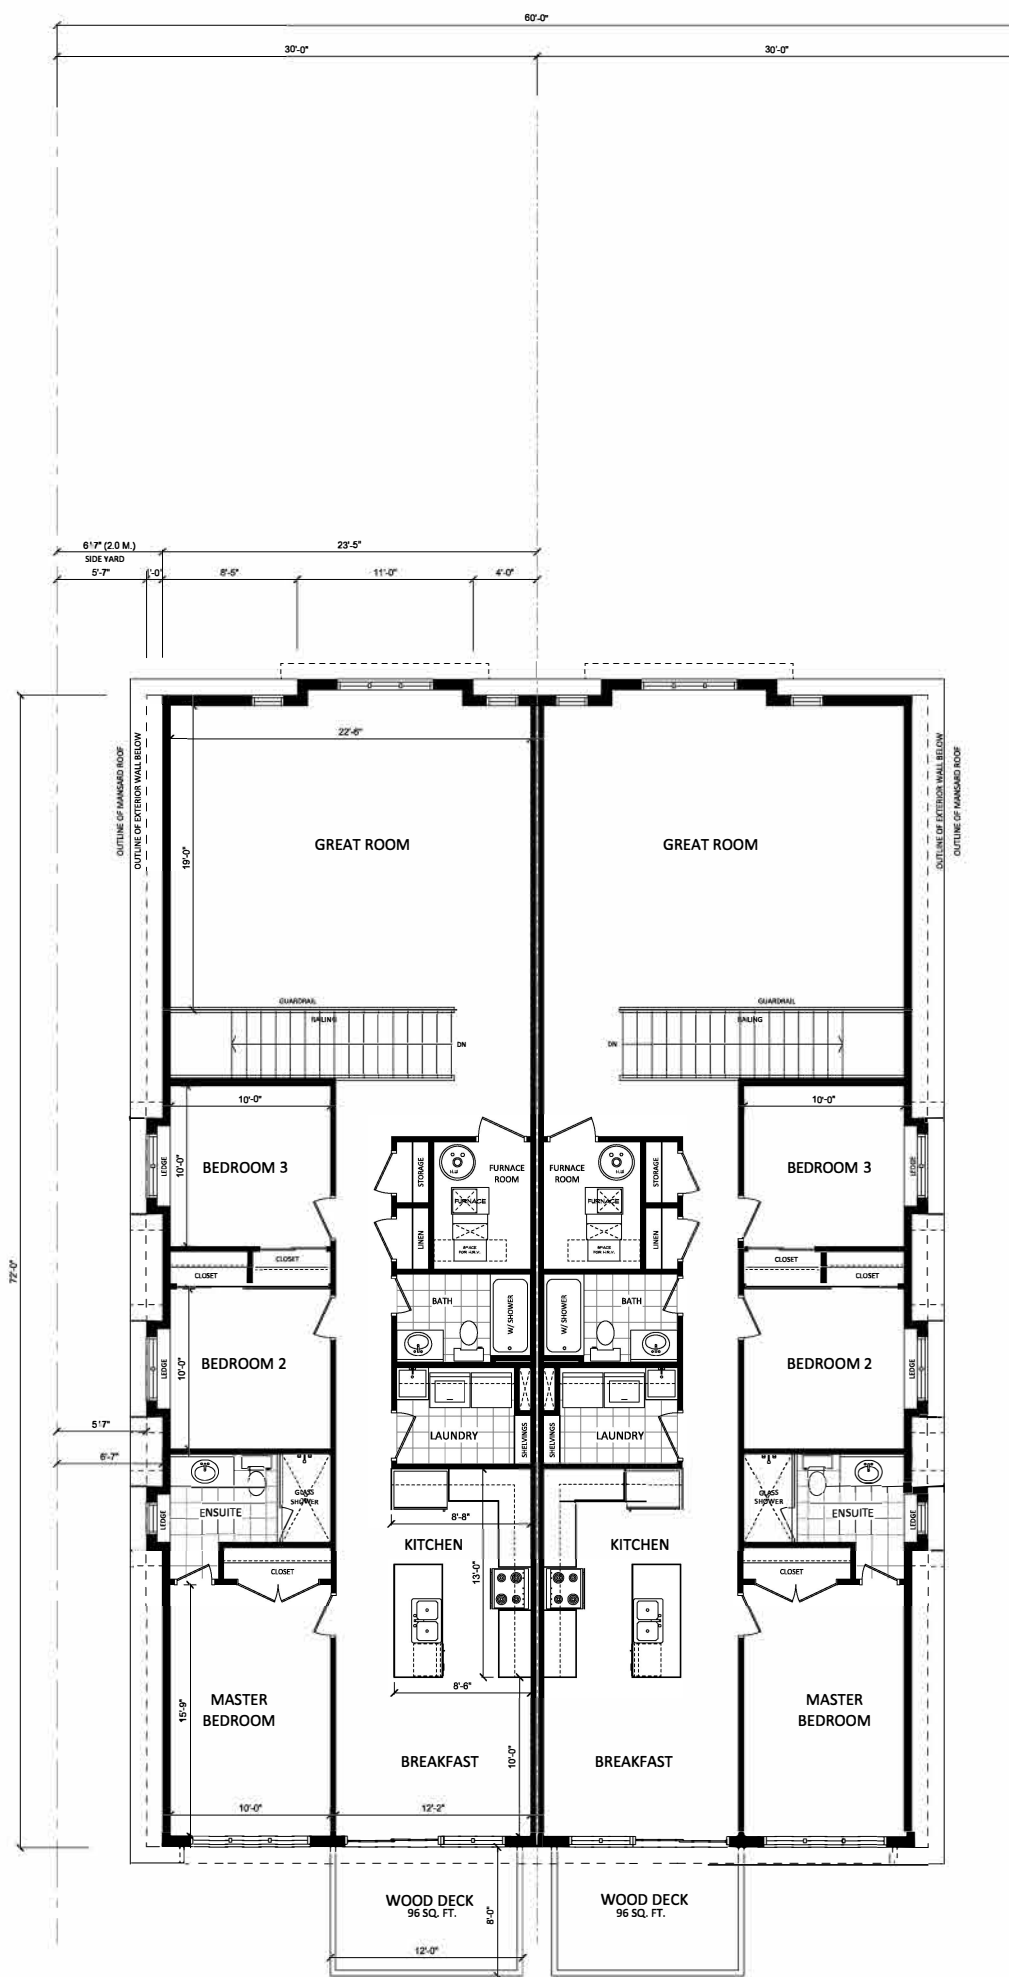 60'-0"
30'-0"
30'-0"
6'-7" (2.0 M.)
SIDE YARD
23'-5"
5'-7"
1'-0"
8'-5"
11'-0"
4'-0"
OUTLINE OF MANSARD ROOF
OUTLINE OF EXTERIOR WALL BELOW
22'-6"
19'-0"
GREAT ROOM
GREAT ROOM
OUTLINE OF EXTERIOR WALL BELOW
OUTLINE OF MANSARD ROOF
GUARDRAIL
RAILING
DN
GUARDRAIL
RAILING
DN
72'-0"
10'-0"
10'-0"
10'-0"
LEDGE
BEDROOM 3
STORAGE
FURNACE
ROOM
H.W
FURNACE
LINEN
SPACE
FOR H.R.V.
FURNACE
ROOM
H.W
FURNACE
SPACE
FOR H.R.V.
STORAGE
LINEN
BEDROOM 3
LEDGE
CLOSET
CLOSET
CLOSET
CLOSET
BATH
W/ SHOWER
W/ SHOWER
BATH
LEDGE
10'-0"
BEDROOM 2
BEDROOM 2
LEDGE
5'-7"
6'-7"
LAUNDRY
SHELVINGS
SHELVINGS
LAUNDRY
LEDGE
ENSUITE
GLASS
SHOWER
8'-8"
KITCHEN
13'-0"
KITCHEN
GLASS
SHOWER
ENSUITE
LEDGE
CLOSET
CLOSET
15'-9"
MASTER
BEDROOM
8'-6"
10'-0"
BREAKFAST
BREAKFAST
MASTER
BEDROOM
10'-0"
12'-2"
WOOD DECK
96 SQ. FT.
8'-0"
12'-0"
WOOD DECK
96 SQ. FT.